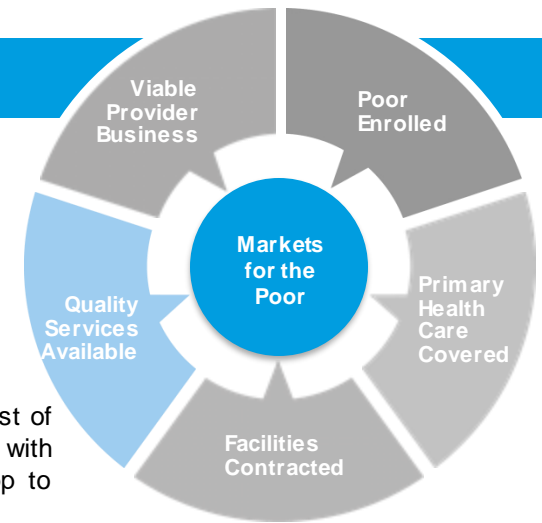 Viable
Provider
Business
Poor
Enrolled
Markets
for the
Poor
Primary
Health
Care
Covered
Quality
Services
Available
Facilities
Contracted
of
with
to